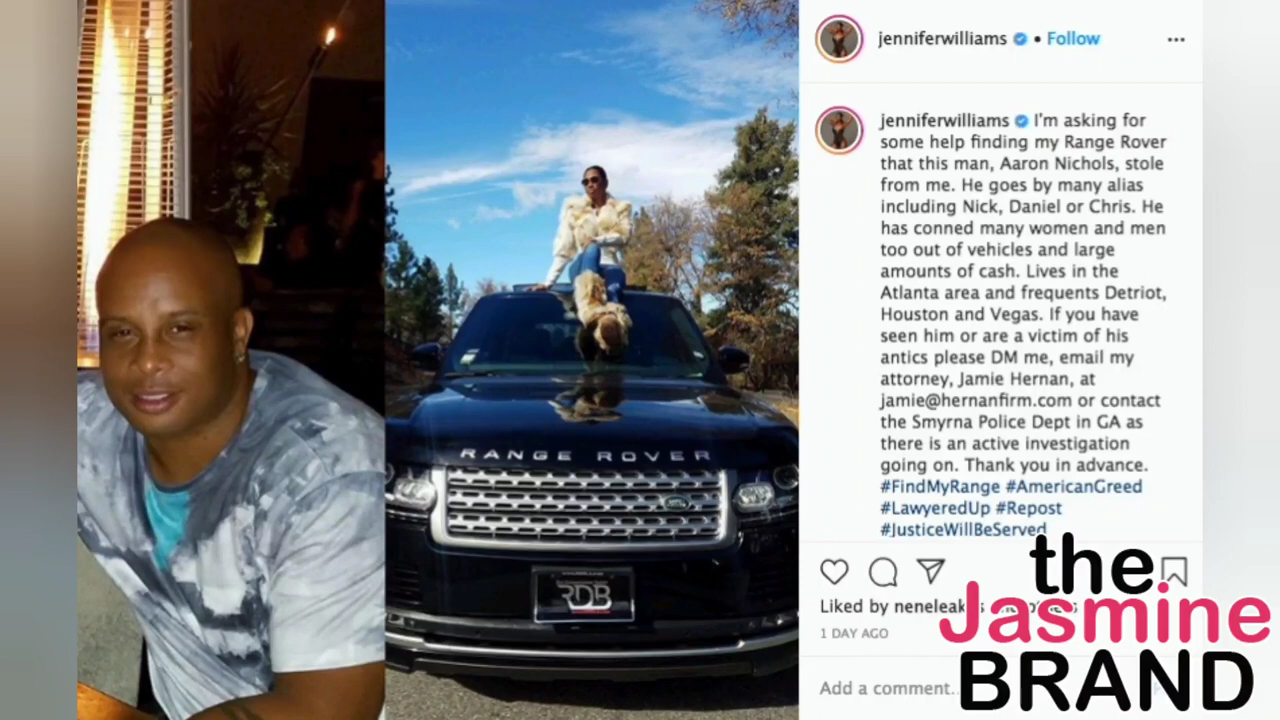 jenniferwilliams • Follow
jenniferwilliams I'm asking for
some help finding my Range Rover
that this man, Aaron Nichols, stole
from me. He goes by many alias
including Nick, Daniel or Chris. He
has conned many women and men
too out of vehicles and large
amounts of cash. Lives in the
Atlanta area and frequents Detriot,
Houston and Vegas. If you have
seen him or are a victim of his
antics please DM me, email my
attorney, Jamie Hernan, at
jamie@hernanfirm.com or contact
the Smyrna Police Dept in GA as
there is an active investigation
going on. Thank you in advance.
#FindMyRange #AmericanGreed
#LawyeredUp #Repost
#JusticeWillBeServed
Liked by neneleakes
1 DAY AGO
Add a comment...
RANGE ROVER
RDB
the
Jasmine
BRAND